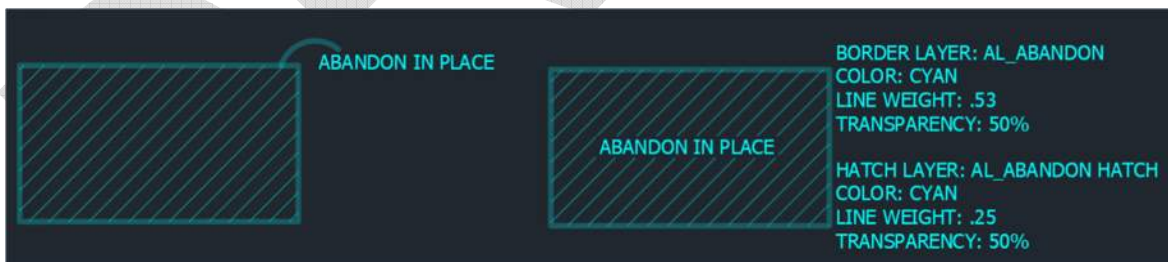 ABANDON IN PLACE
ABANDON IN PLACE
BORDER LAYER: AL_ABANDON
COLOR: CYAN
LINE WEIGHT: .53
TRANSPARENCY: 50%
HATCH LAYER: AL_ABANDON HATCH
COLOR: CYAN
LINE WEIGHT: .25
TRANSPARENCY: 50%